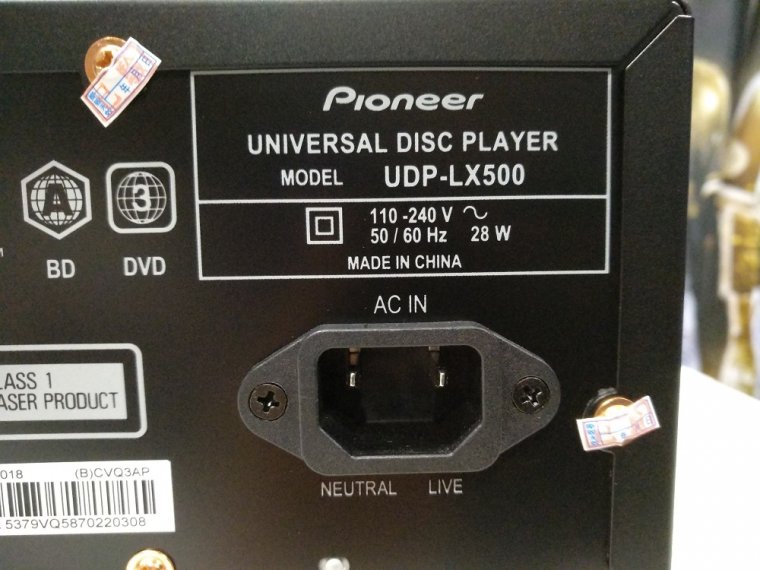 Pioneer
UNIVERSAL DISC PLAYER
MODEL UDP-LX500
110 -240 V ~
50 / 60 Hz 28 W
MADE IN CHINA
A
3
BD
DVD
AC IN
LASS 1
ASER PRODUCT
NEUTRAL LIVE
018 (B)CVQ3AP
5379VQ5870220308